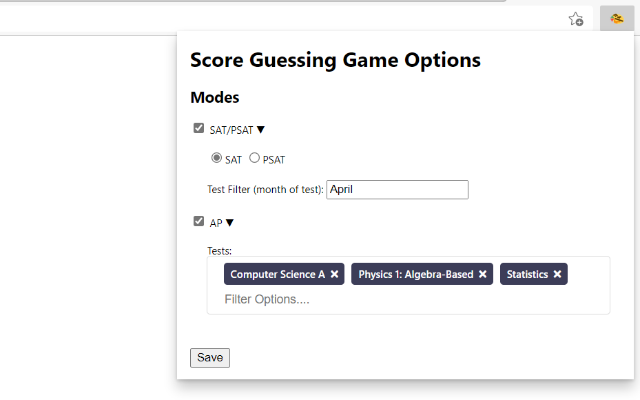 Score Guessing Game Options
Modes
SAT/PSAT ▼
SAT PSAT
Test Filter (month of test): April
AP ▼
Tests:
Computer Science A × Physics 1: Algebra-Based × Statistics ×
Filter Options....
Save